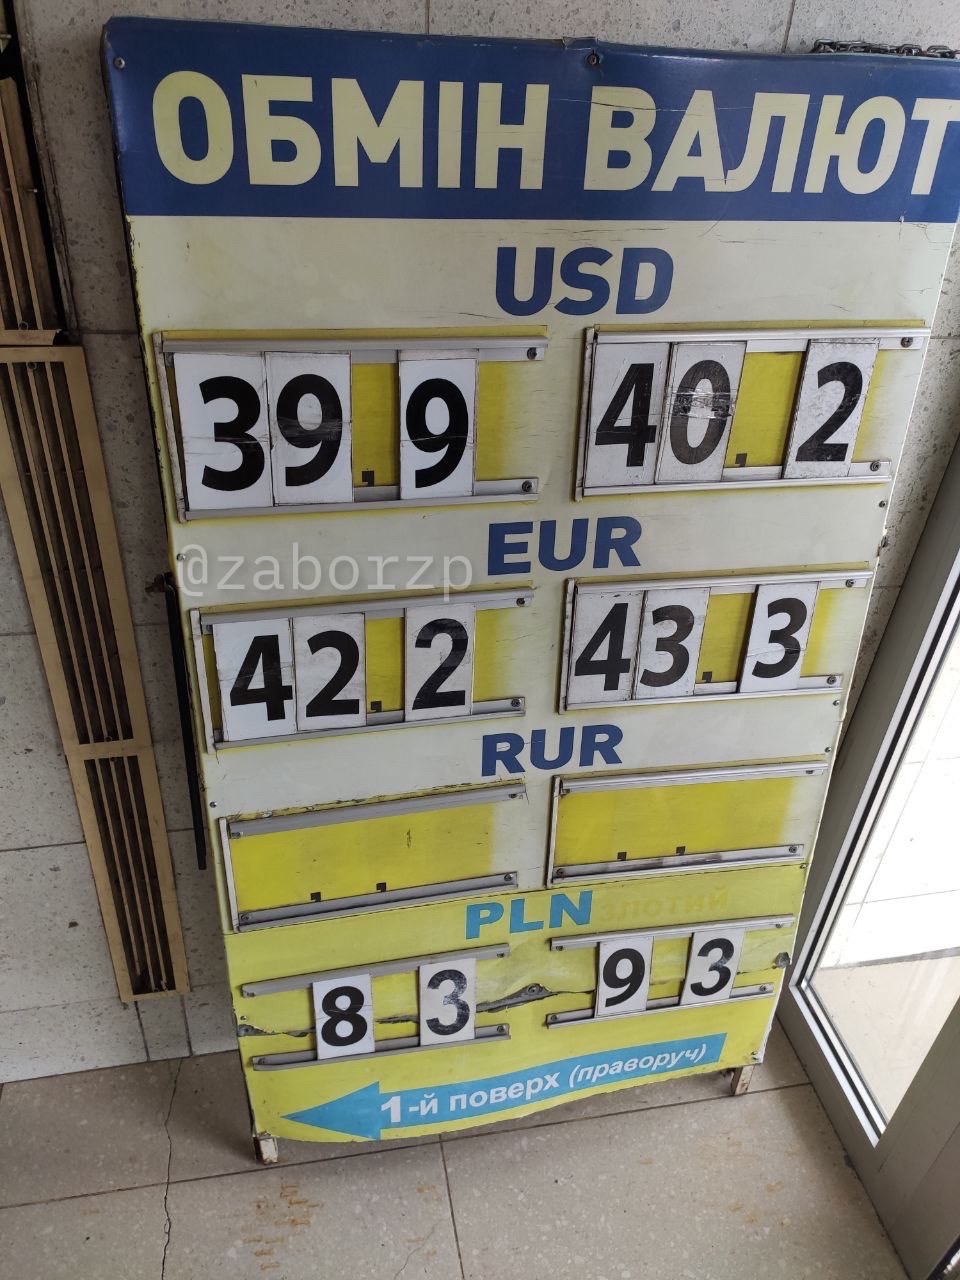 ОБМІН ВАЛЮТ
USD
39,9 40,2
@zaborzp
EUR
42,2 43,3
RUR
, , , ,
PLN злотий
8 3 9 3
1-й поверх (праворуч)